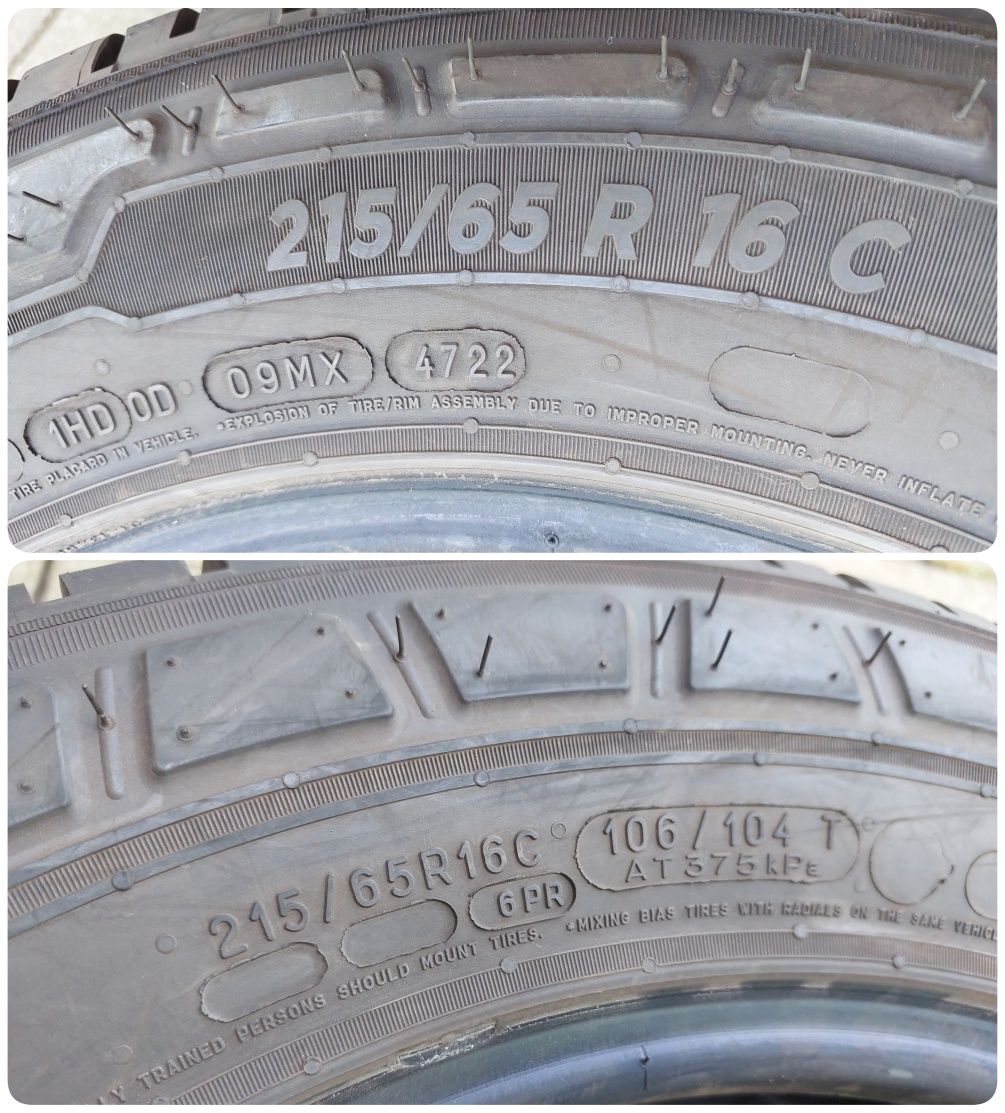 215/65 R 16 C
1HD 0D 09MX 4722
TIRE PLACARD IN VEHICLE. *EXPLOSION OF TIRE/RIM ASSEMBLY DUE TO IMPROPER MOUNTING. NEVER INFLATE
215/65R16C 106/104 T
AT 375 kPa
6PR
TRAINED PERSONS SHOULD MOUNT TIRES. *MIXING BIAS TIRES WITH RADIALS ON THE SAME